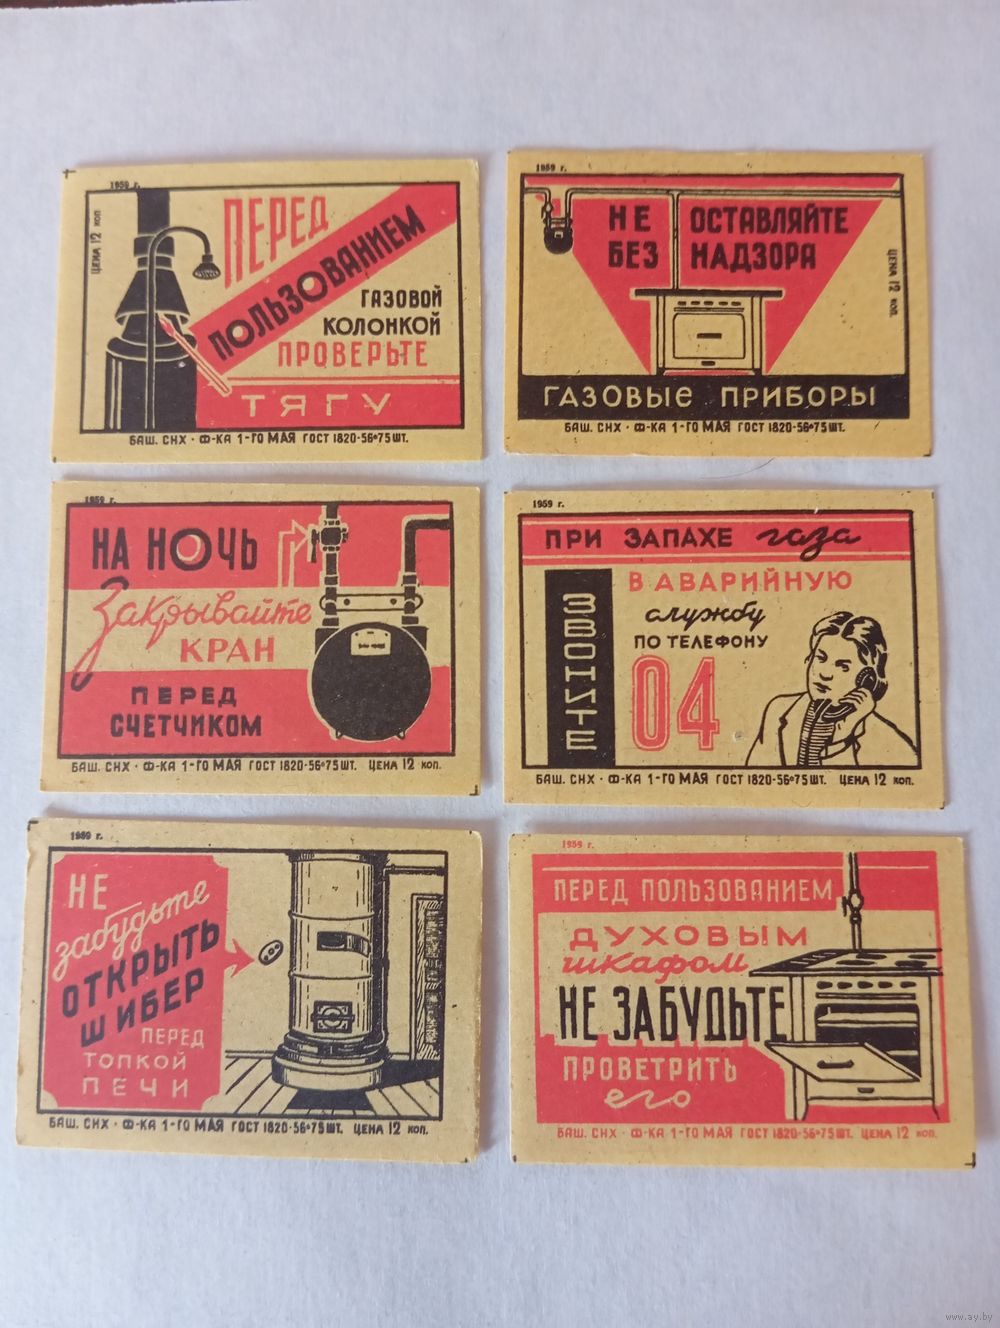 1959 г.
ЦЕНА 12 коп
ПЕРЕД
ПОЛЬЗОВАНИЕМ
ГАЗОВОЙ
КОЛОНКОЙ
ПРОВЕРЬТЕ
ТЯГУ
БАШ. СНХ · Ф-КА 1-ГО МАЯ ГОСТ 1820-56 · 75 ШТ.
1959 г.
НЕ ОСТАВЛЯЙТЕ
БЕЗ НАДЗОРА
ЦЕНА 12 коп.
ГАЗОВЫЕ ПРИБОРЫ
БАШ. СНХ · Ф-КА 1-ГО МАЯ ГОСТ 1820-56 · 75 ШТ.
1959 г.
НА НОЧЬ
Закрывайте
КРАН
ПЕРЕД
СЧЕТЧИКОМ
БАШ. СНХ · Ф-КА 1-ГО МАЯ ГОСТ 1820-56 · 75 ШТ. ЦЕНА 12 коп.
1959 г.
ПРИ ЗАПАХЕ газа
ЗВОНИТЕ
В АВАРИЙНУЮ
службу
ПО ТЕЛЕФОНУ
04
БАШ. СНХ · Ф-КА 1-ГО МАЯ ГОСТ 1820-56 · 75 ШТ. ЦЕНА 12 коп.
1959 г.
НЕ
забудьте
ОТКРЫТЬ
ШИБЕР
ПЕРЕД
ТОПКОЙ
ПЕЧИ
БАШ. СНХ · Ф-КА 1-ГО МАЯ ГОСТ 1820-56 · 75 ШТ. ЦЕНА 12 коп.
1959 г.
ПЕРЕД ПОЛЬЗОВАНИЕМ
ДУХОВЫМ
шкафом
НЕ ЗАБУДЬТЕ
ПРОВЕТРИТЬ
его
БАШ. СНХ · Ф-КА 1-ГО МАЯ ГОСТ 1820-56 · 75 ШТ. ЦЕНА 12 коп.
www.ay.by